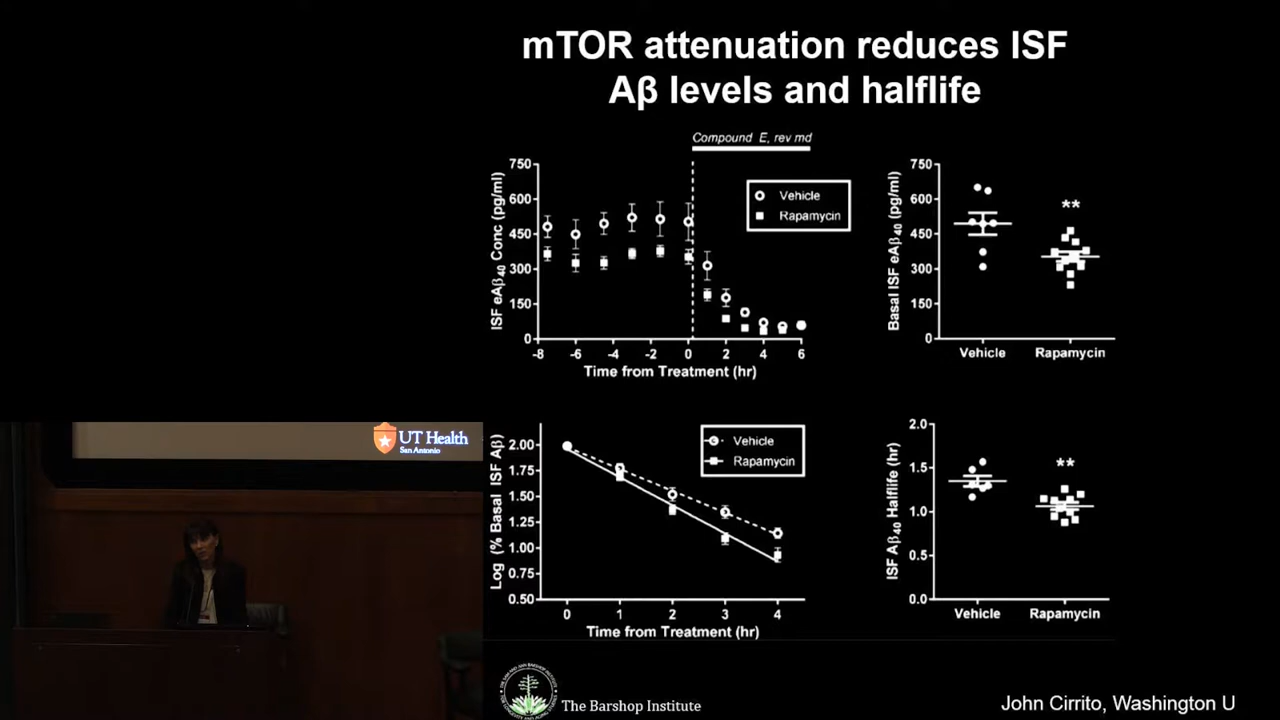 mTOR attenuation reduces ISF
Aβ levels and halflife
Compound E, rev md
ISF eAβ40 Conc (pg/ml)
750
600
450
300
150
0
Vehicle
Rapamycin
-8 -6 -4 -2 0 2 4 6
Time from Treatment (hr)
Basal ISF eAβ40 (pg/ml)
750
600
450
300
150
0
**
Vehicle Rapamycin
UT Health
San Antonio
Log (% Basal ISF Aβ)
2.00
1.75
1.50
1.25
1.00
0.75
0.50
Vehicle
Rapamycin
0 1 2 3 4
Time from Treatment (hr)
ISF Aβ40 Halflife (hr)
2.0
1.5
1.0
0.5
0.0
**
Vehicle Rapamycin
The Barshop Institute
John Cirrito, Washington U